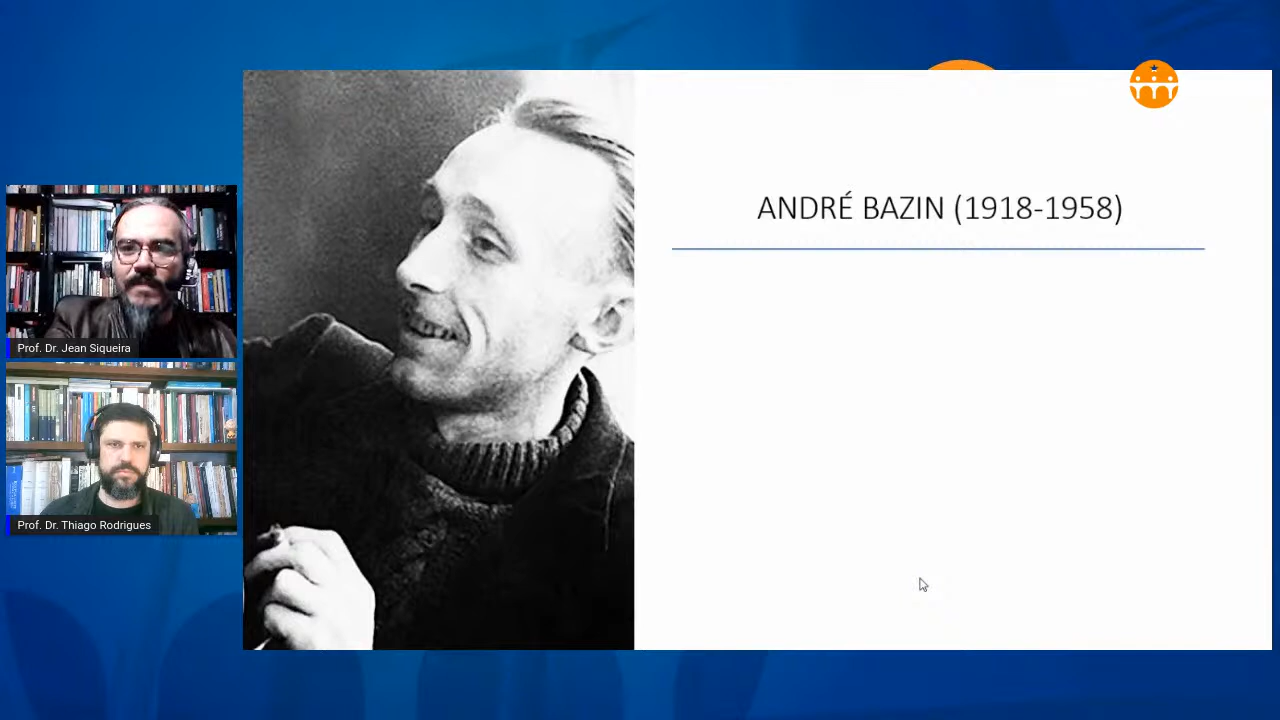 ANDRÉ BAZIN (1918-1958)
Prof. Dr. Jean Siqueira
Prof. Dr. Thiago Rodrigues